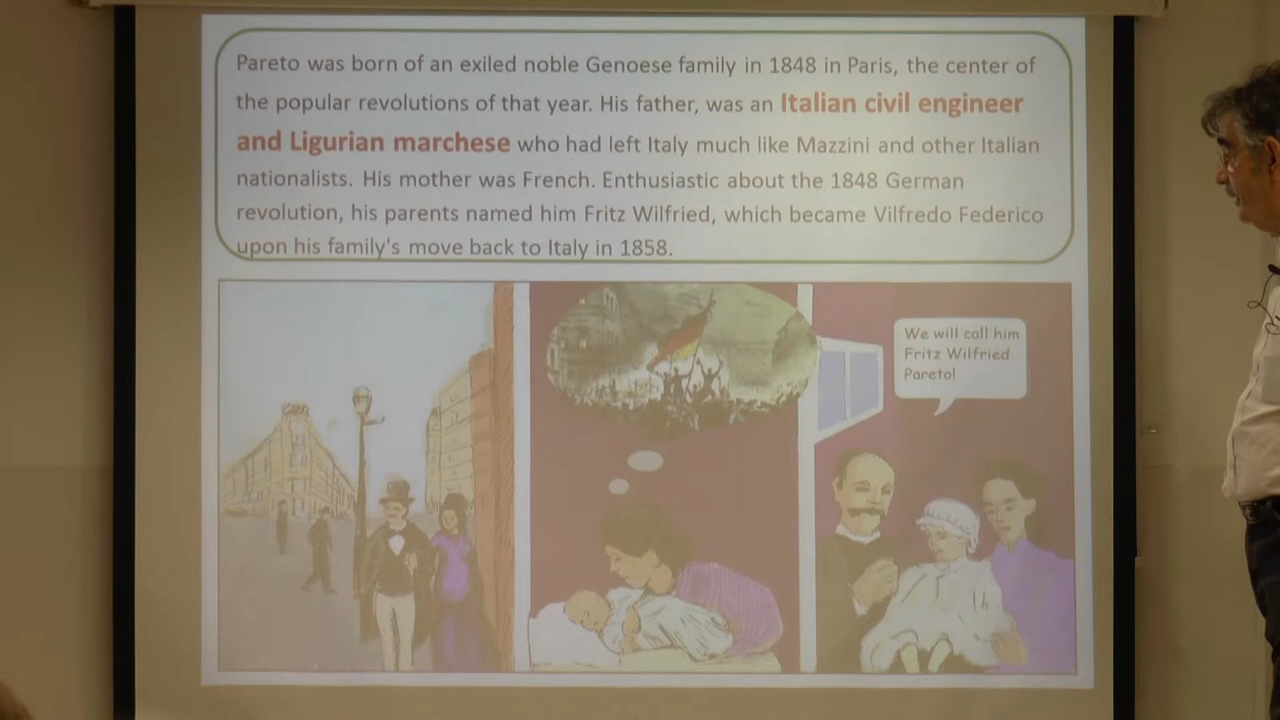 Pareto was born of an exiled noble Genoese family in 1848 in Paris, the center of
the popular revolutions of that year. His father, was an Italian civil engineer
and Ligurian marchese who had left Italy much like Mazzini and other Italian
nationalists. His mother was French. Enthusiastic about the 1848 German
revolution, his parents named him Fritz Wilfried, which became Vilfredo Federico
upon his family's move back to Italy in 1858.
We will call him
Fritz Wilfried
Pareto!